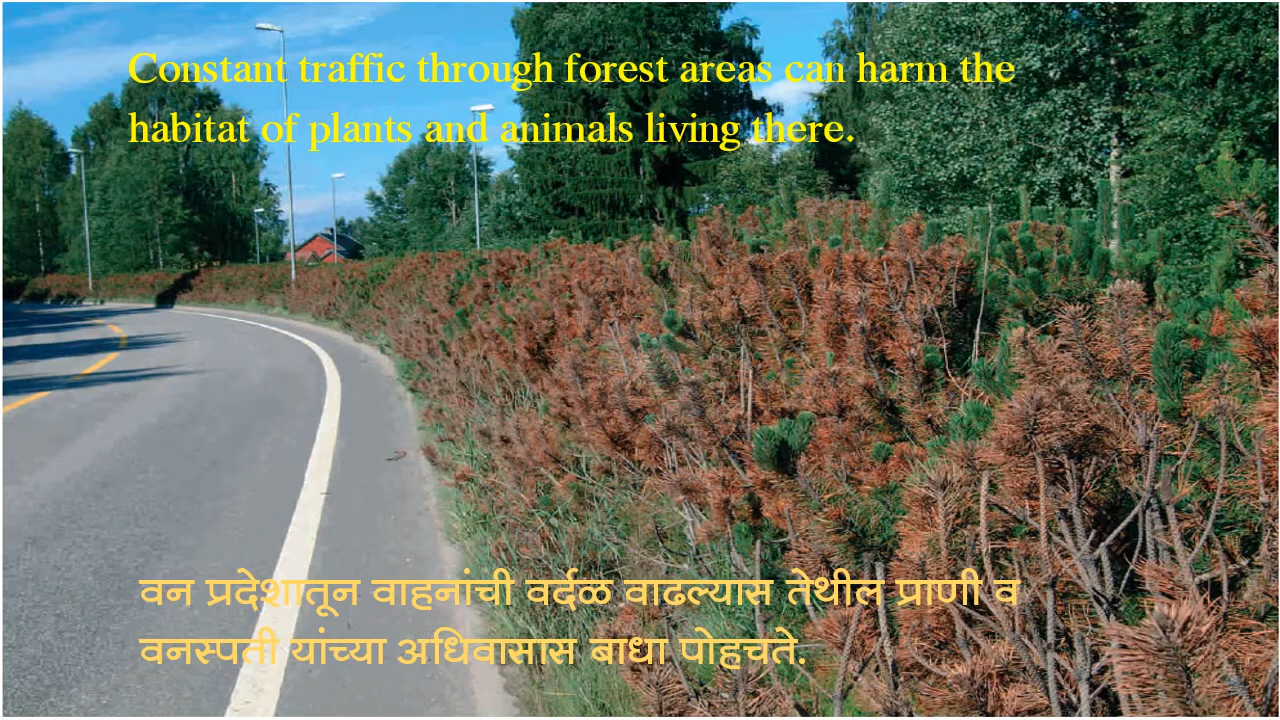 Constant traffic through forest areas can harm the
habitat of plants and animals living there.
वन प्रदेशातून वाहनांची वर्दळ वाढल्यास तेथील प्राणी व
वनस्पती यांच्या अधिवासास बाधा पोहचते.